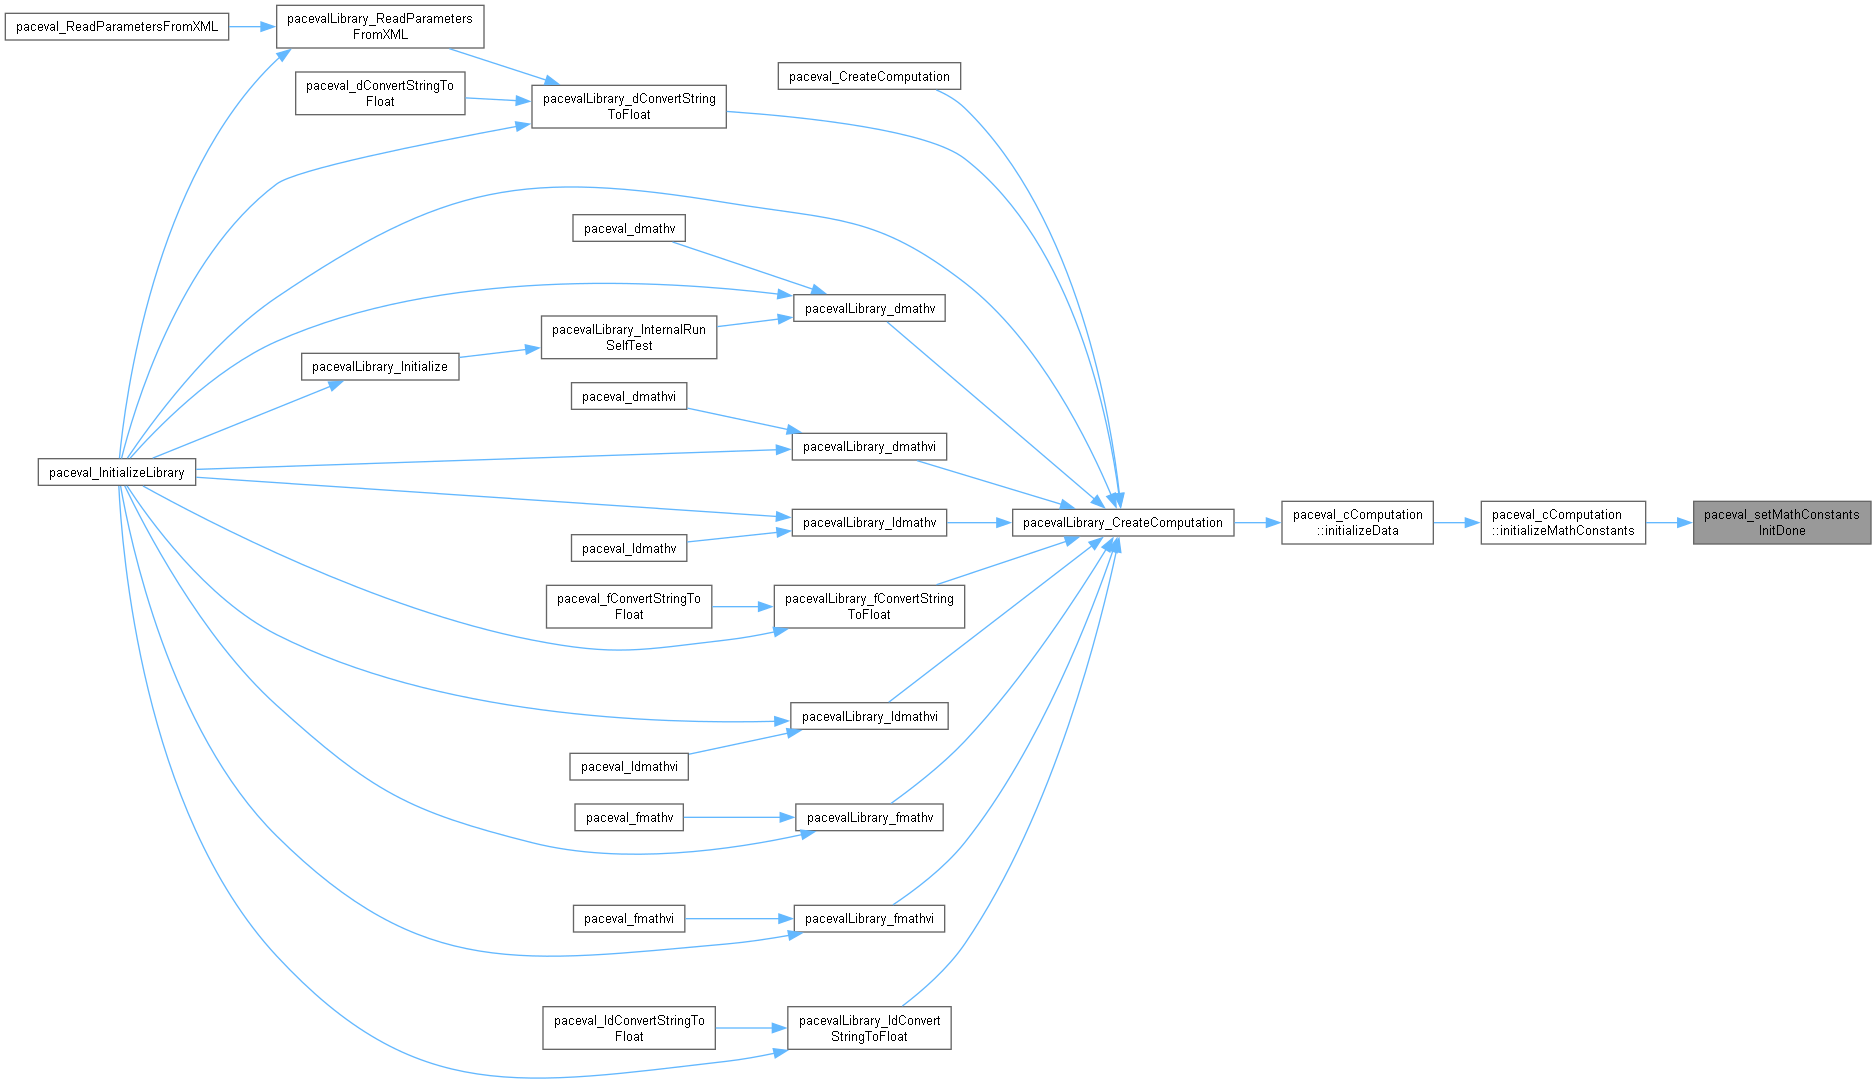 paceval_ReadParametersFromXML
pacevalLibrary_ReadParameters
FromXML
paceval_dConvertStringTo
Float
pacevalLibrary_dConvertString
ToFloat
paceval_CreateComputation
paceval_dmathv
pacevalLibrary_dmathv
pacevalLibrary_InternalRun
SelfTest
pacevalLibrary_Initialize
paceval_dmathvi
pacevalLibrary_dmathvi
paceval_InitializeLibrary
pacevalLibrary_ldmathv
paceval_ldmathv
pacevalLibrary_CreateComputation
paceval_cComputation
::initializeData
paceval_cComputation
::initializeMathConstants
paceval_setMathConstants
InitDone
paceval_fConvertStringTo
Float
pacevalLibrary_fConvertString
ToFloat
pacevalLibrary_ldmathvi
paceval_ldmathvi
paceval_fmathv
pacevalLibrary_fmathv
paceval_fmathvi
pacevalLibrary_fmathvi
paceval_ldConvertStringTo
Float
pacevalLibrary_ldConvert
StringToFloat